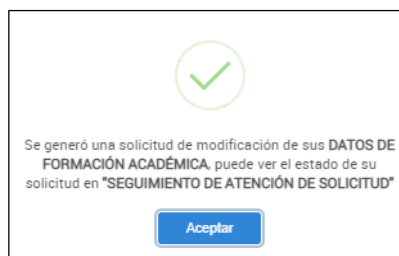 Se generó una solicitud de modificación de sus DATOS DE
FORMACIÓN ACADÉMICA, puede ver el estado de su
solicitud en "SEGUIMIENTO DE ATENCIÓN DE SOLICITUD"
Aceptar